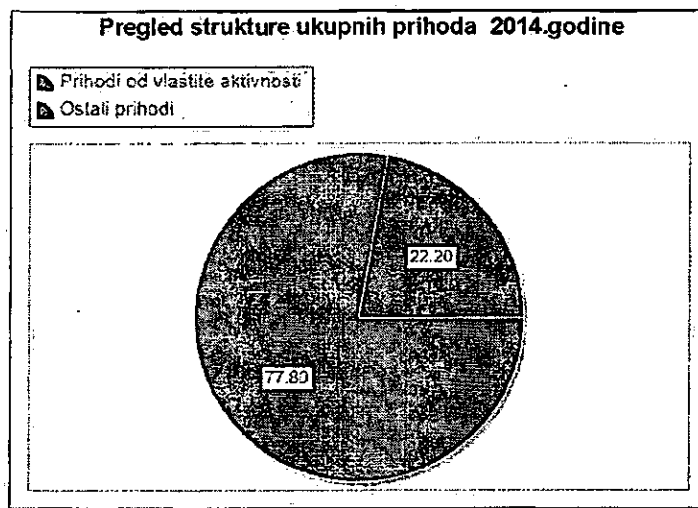 Pregled strukture ukupnih prihoda 2014.godine
Prihodi od vlastite aktivnosti
Ostali prihodi
22.20
77.80